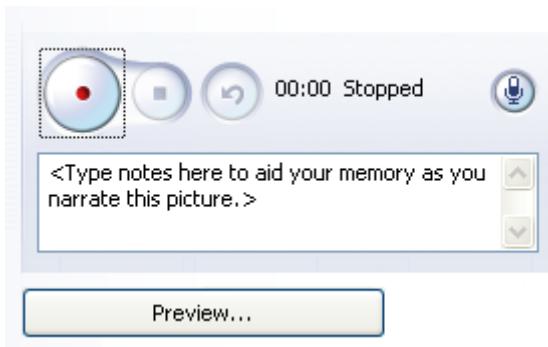 00:00 Stopped
<Type notes here to aid your memory as you
narrate this picture.>
Preview...